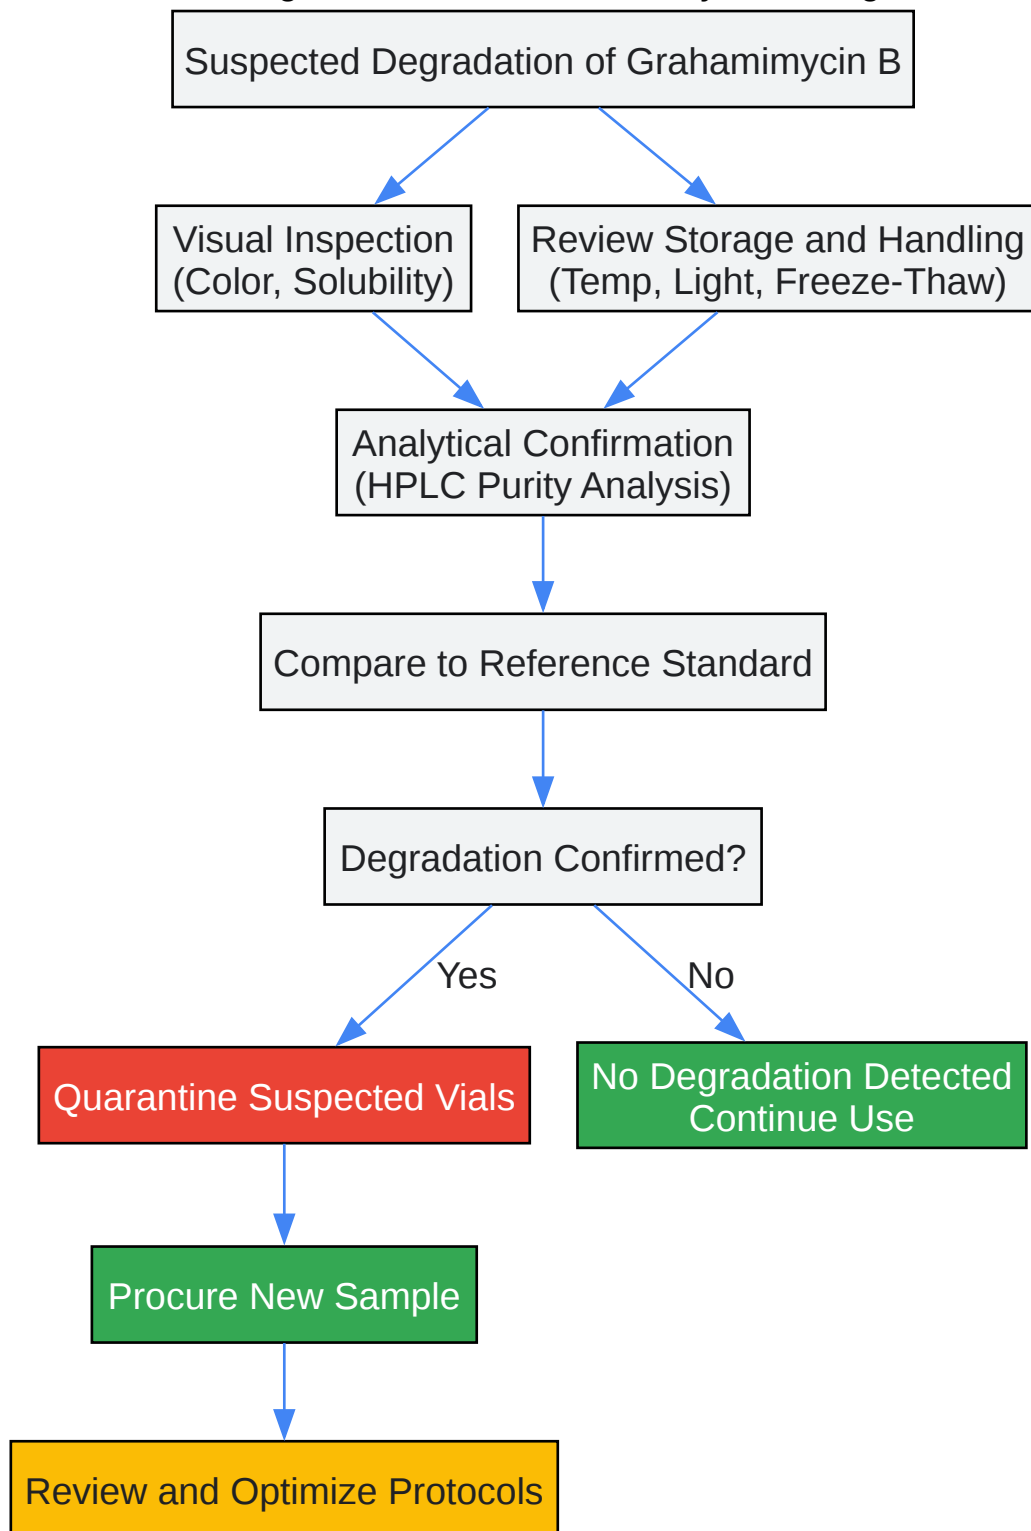 Suspected Degradation of Grahamimycin B
Visual Inspection
(Color, Solubility)
Review Storage and Handling
(Temp, Light, Freeze-Thaw)
Analytical Confirmation
(HPLC Purity Analysis)
Compare to Reference Standard
Degradation Confirmed?
Yes
No
Quarantine Suspected Vials
No Degradation Detected
Continue Use
Procure New Sample
Review and Optimize Protocols